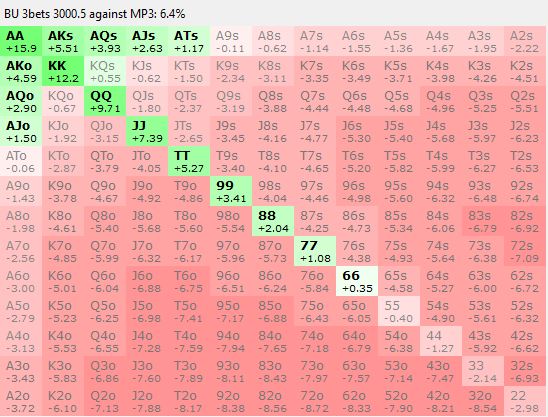 BU 3bets 3000.5 against MP3: 6.4%
AA AKs AQs AJs ATs A9s A8s A7s A6s A5s A4s A3s A2s
+15.9 +5.51 +3.93 +2.63 +1.17 -0.11 -0.62 -1.14 -1.55 -1.36 -1.67 -1.95 -2.22
AKo KK KQs KJs KTs K9s K8s K7s K6s K5s K4s K3s K2s
+4.59 +12.2 +0.55 -0.62 -1.50 -2.34 -3.11 -3.35 -3.49 -3.71 -3.98 -4.26 -4.51
AQo KQo QQ QJs QTs Q9s Q8s Q7s Q6s Q5s Q4s Q3s Q2s
+2.90 -0.67 +9.71 -1.80 -2.37 -3.19 -3.88 -4.44 -4.48 -4.68 -4.96 -5.25 -5.51
AJo KJo QJo JJ JTs J9s J8s J7s J6s J5s J4s J3s J2s
+1.50 -1.92 -3.15 +7.39 -2.65 -3.45 -4.16 -4.77 -5.30 -5.40 -5.68 -5.97 -6.23
ATo KTo QTo JTo TT T9s T8s T7s T6s T5s T4s T3s T2s
-0.06 -2.87 -3.79 -4.05 +5.27 -3.40 -4.10 -4.65 -5.20 -5.82 -5.99 -6.27 -6.53
A9o K9o Q9o J9o T9o 99 98s 97s 96s 95s 94s 93s 92s
-1.43 -3.78 -4.67 -4.92 -4.86 +3.41 -4.04 -4.46 -4.98 -5.60 -6.32 -6.48 -6.74
A8o K8o Q8o J8o T8o 98o 88 87s 86s 85s 84s 83s 82s
-1.98 -4.61 -5.40 -5.68 -5.60 -5.54 +2.04 -4.25 -4.73 -5.34 -6.06 -6.79 -6.92
A7o K7o Q7o J7o T7o 97o 87o 77 76s 75s 74s 73s 72s
-2.56 -4.85 -5.99 -6.32 -6.17 -5.96 -5.73 +1.08 -4.38 -4.93 -5.64 -6.38 -7.09
A6o K6o Q6o J6o T6o 96o 86o 76o 66 65s 64s 63s 62s
-3.00 -5.01 -6.04 -6.88 -6.75 -6.51 -6.24 -5.84 +0.35 -4.58 -5.27 -6.00 -6.72
A5o K5o Q5o J5o T5o 95o 85o 75o 65o 55 54s 53s 52s
-2.79 -5.23 -6.25 -6.98 -7.41 -7.17 -6.88 -6.43 -6.05 -0.40 -4.90 -5.61 -6.32
A4o K4o Q4o J4o T4o 94o 84o 74o 64o 54o 44 43s 42s
-3.13 -5.53 -6.55 -7.28 -7.59 -7.94 -7.65 -7.18 -6.79 -6.38 -1.27 -5.92 -6.62
A3o K3o Q3o J3o T3o 93o 83o 73o 63o 53o 43o 33 32s
-3.43 -5.83 -6.86 -7.60 -7.89 -8.11 -8.43 -7.97 -7.57 -7.14 -7.47 -2.14 -6.93
A2o K2o Q2o J2o T2o 92o 82o 72o 62o 52o 42o 32o 22
-3.72 -6.10 -7.13 -7.88 -8.17 -8.38 -8.56 -8.72 -8.33 -7.90 -8.21 -8.54 -2.98